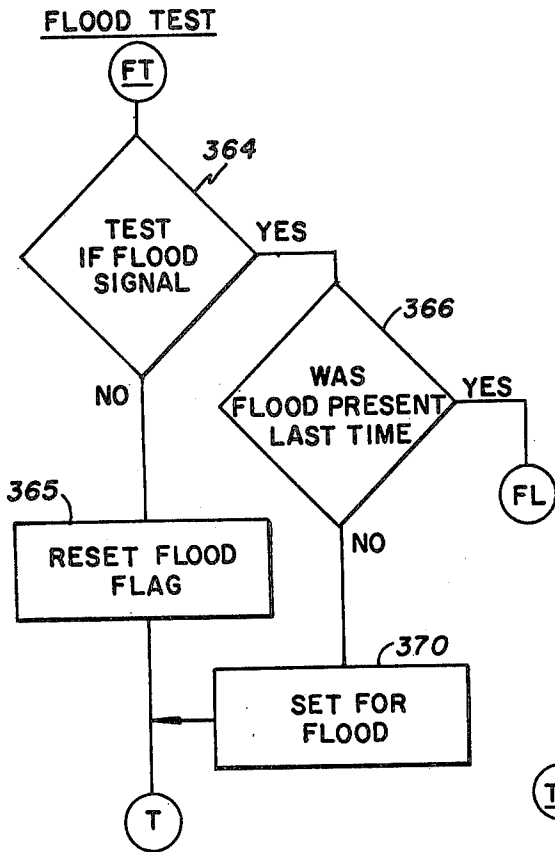 FLOOD TEST
FT
364
TEST
IF FLOOD
SIGNAL
YES
366
NO
WAS
FLOOD PRESENT
LAST TIME
YES
FL
365
RESET FLOOD
FLAG
NO
370
SET FOR
FLOOD
T
T